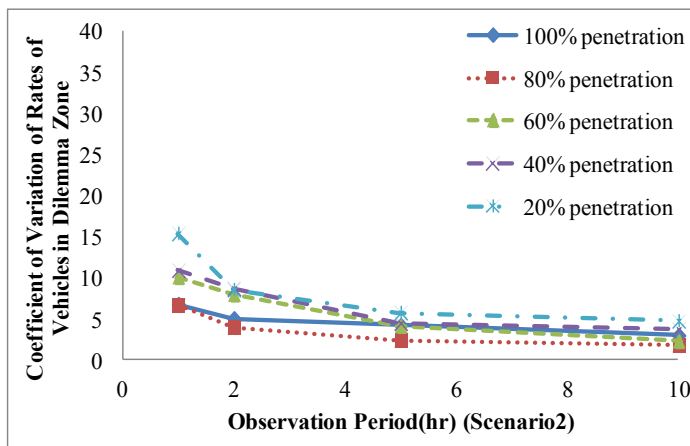 Coefficient of Variation of Rates of
Vehicles in Dilemma Zone
40
35
30
25
20
15
10
5
0
0
2
4
6
8
10
Observation Period(hr) (Scenario2)
100% penetration
80% penetration
60% penetration
40% penetration
20% penetration